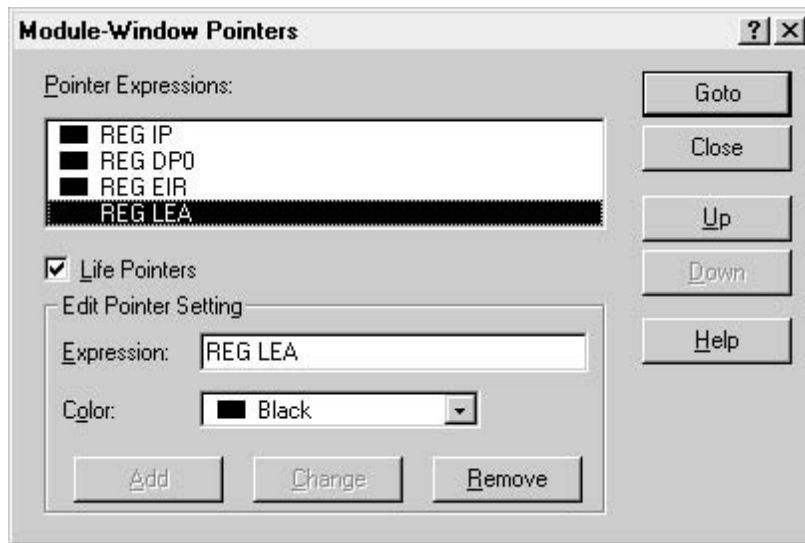 Module-Window Pointers
Pointer Expressions:
REG IP
REG DP0
REG EIR
REG LEA
Life Pointers
Edit Pointer Setting
Expression: REG LEA
Color: Black
Add Change Remove
Goto
Close
Up
Down
Help